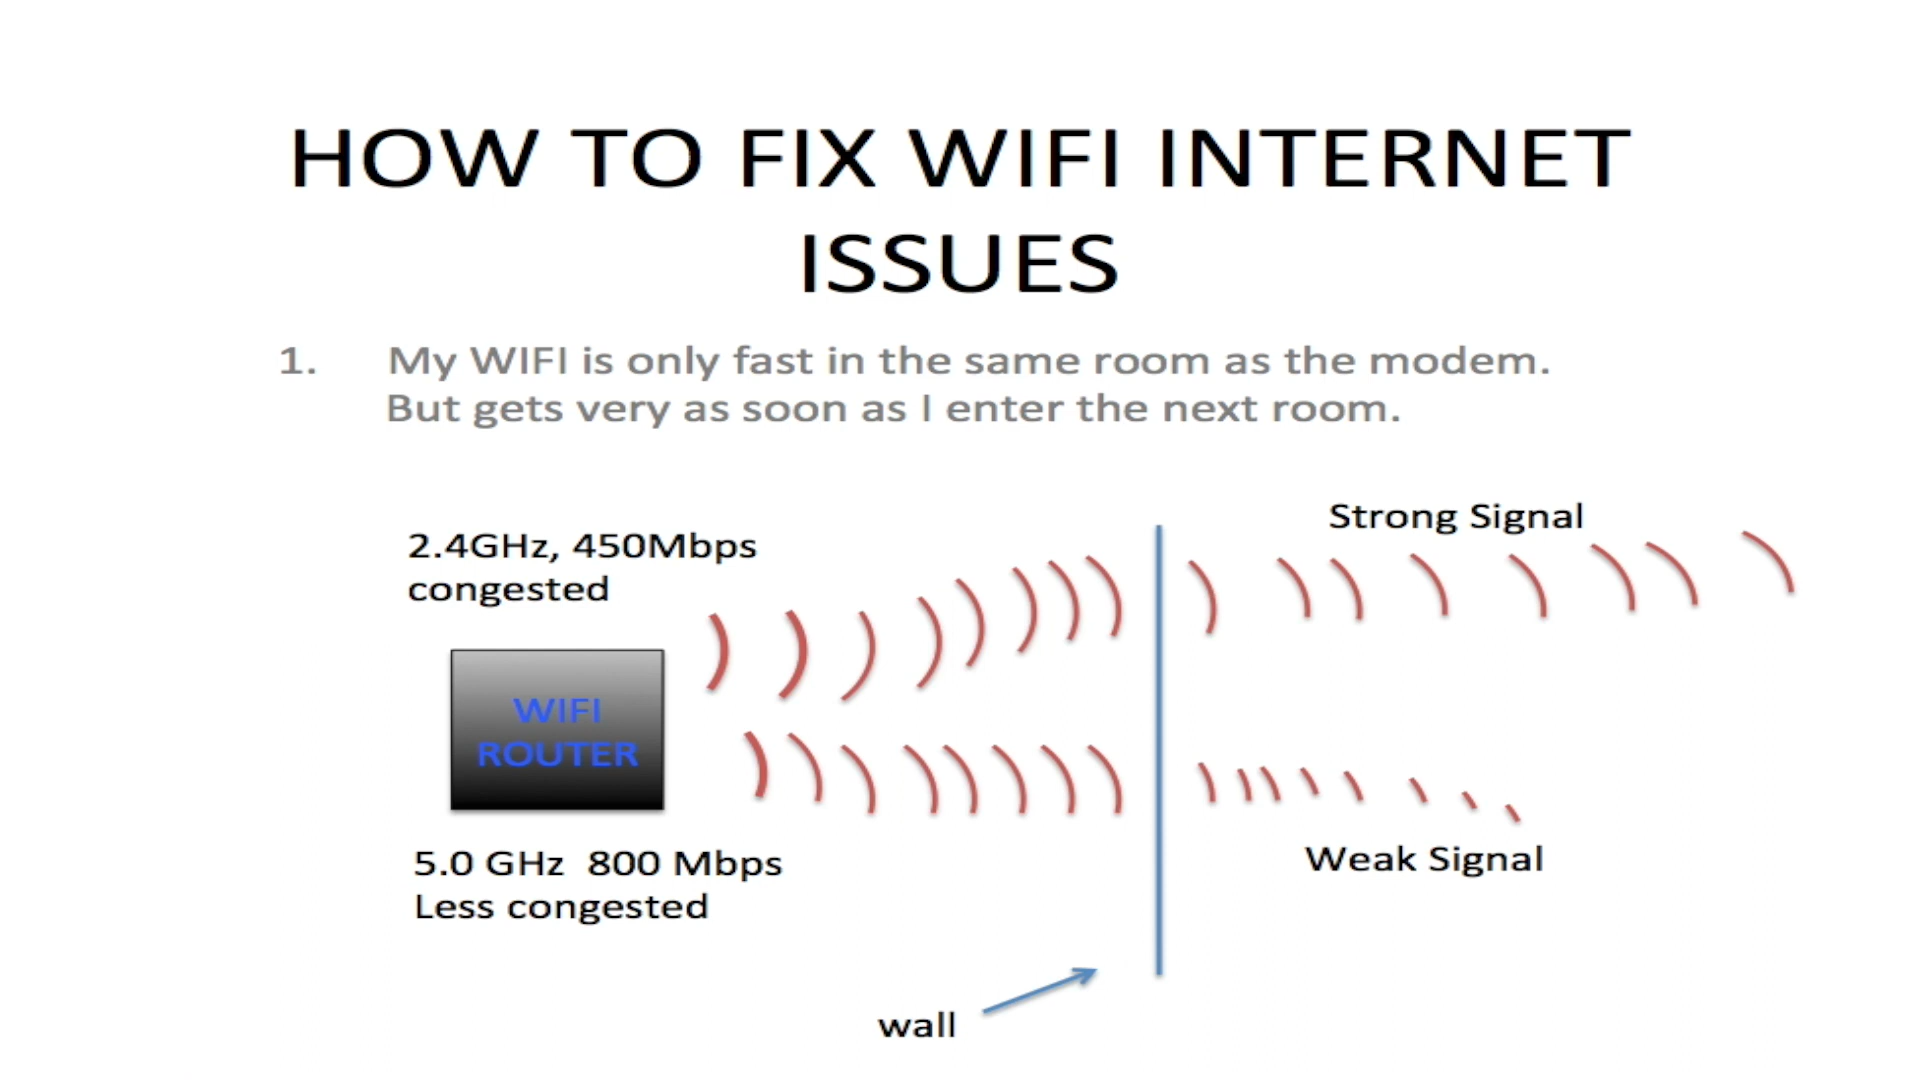 HOW TO FIX WIFI INTERNET
ISSUES
1. My WIFI is only fast in the same room as the modem.
But gets very as soon as I enter the next room.
Strong Signal
2.4GHz, 450Mbps
congested
WIFI
ROUTER
5.0 GHz 800 Mbps
Less congested
Weak Signal
wall